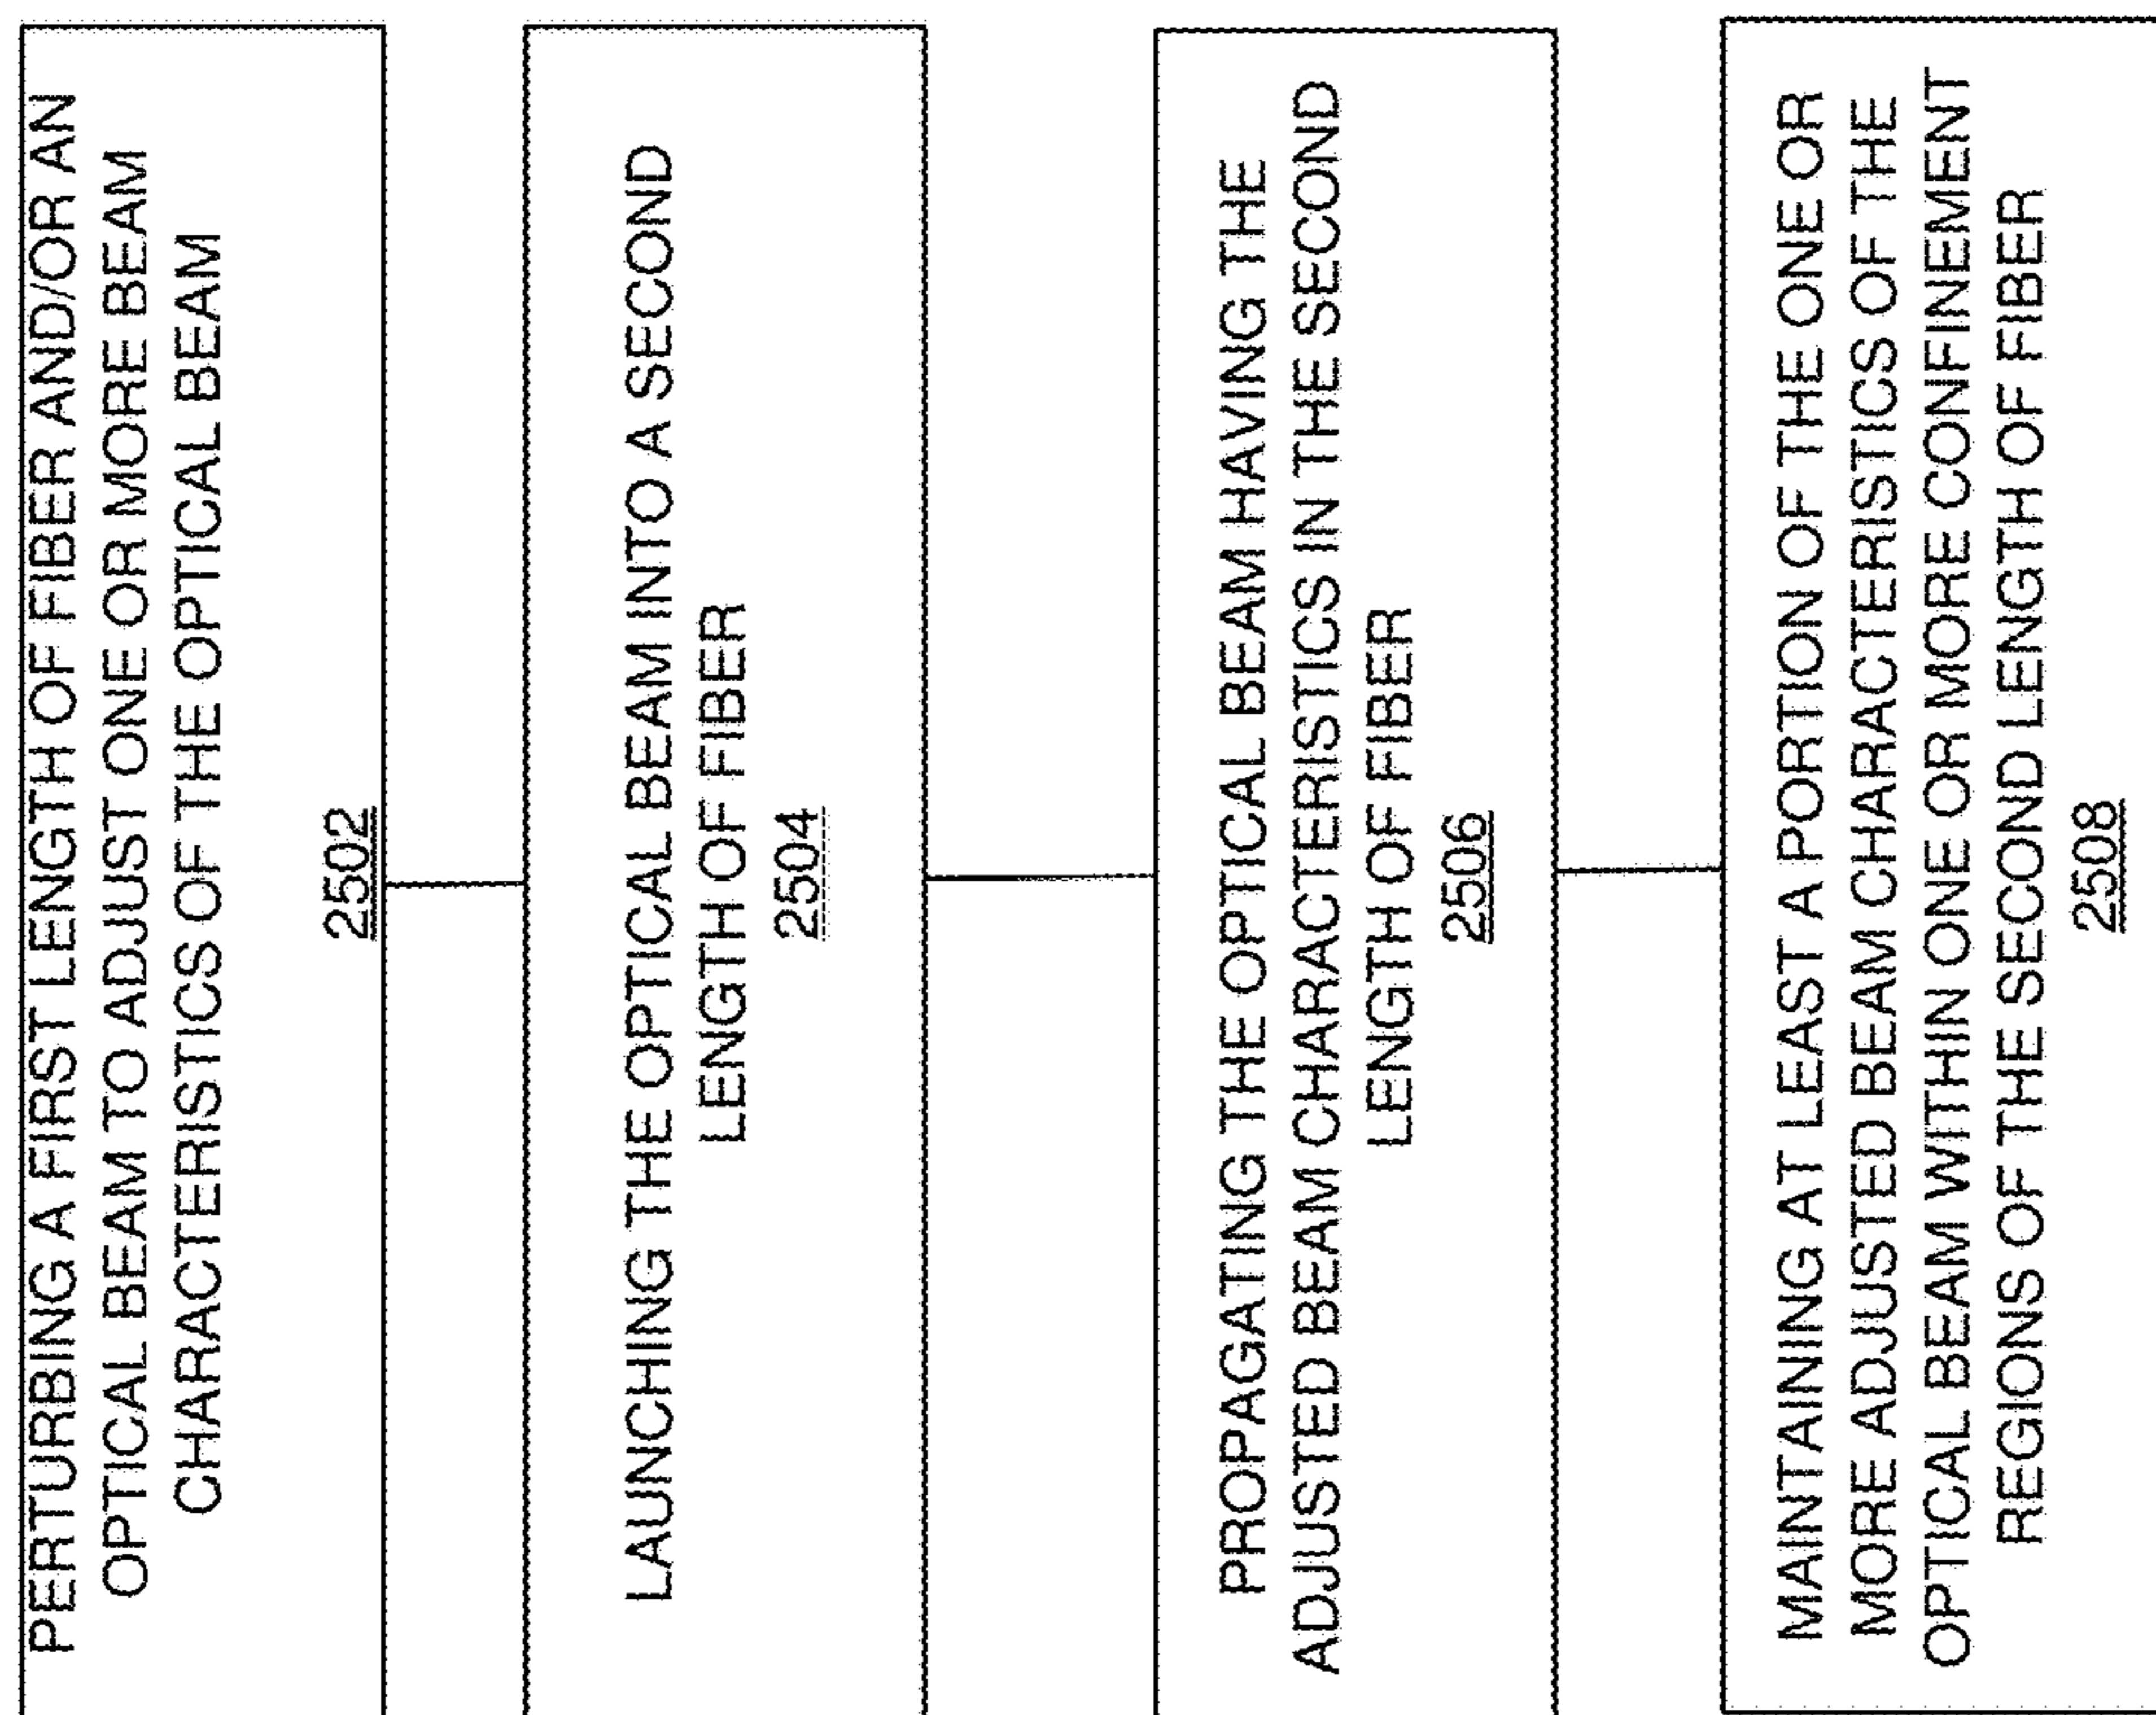 PERTURBING A FIRST LENGTH OF FIBER AND/OR AN
OPTICAL BEAM TO ADJUST ONE OR MORE BEAM
CHARACTERISTICS OF THE OPTICAL BEAM
2502
LAUNCHING THE OPTICAL BEAM INTO A SECOND
LENGTH OF FIBER
2504
PROPAGATING THE OPTICAL BEAM HAVING THE
ADJUSTED BEAM CHARACTERISTICS IN THE SECOND
LENGTH OF FIBER
2506
MAINTAINING AT LEAST A PORTION OF THE ONE OR
MORE ADJUSTED BEAM CHARACTERISTICS OF THE
OPTICAL BEAM WITHIN ONE OR MORE CONFINEMENT
REGIONS OF THE SECOND LENGTH OF FIBER
2508